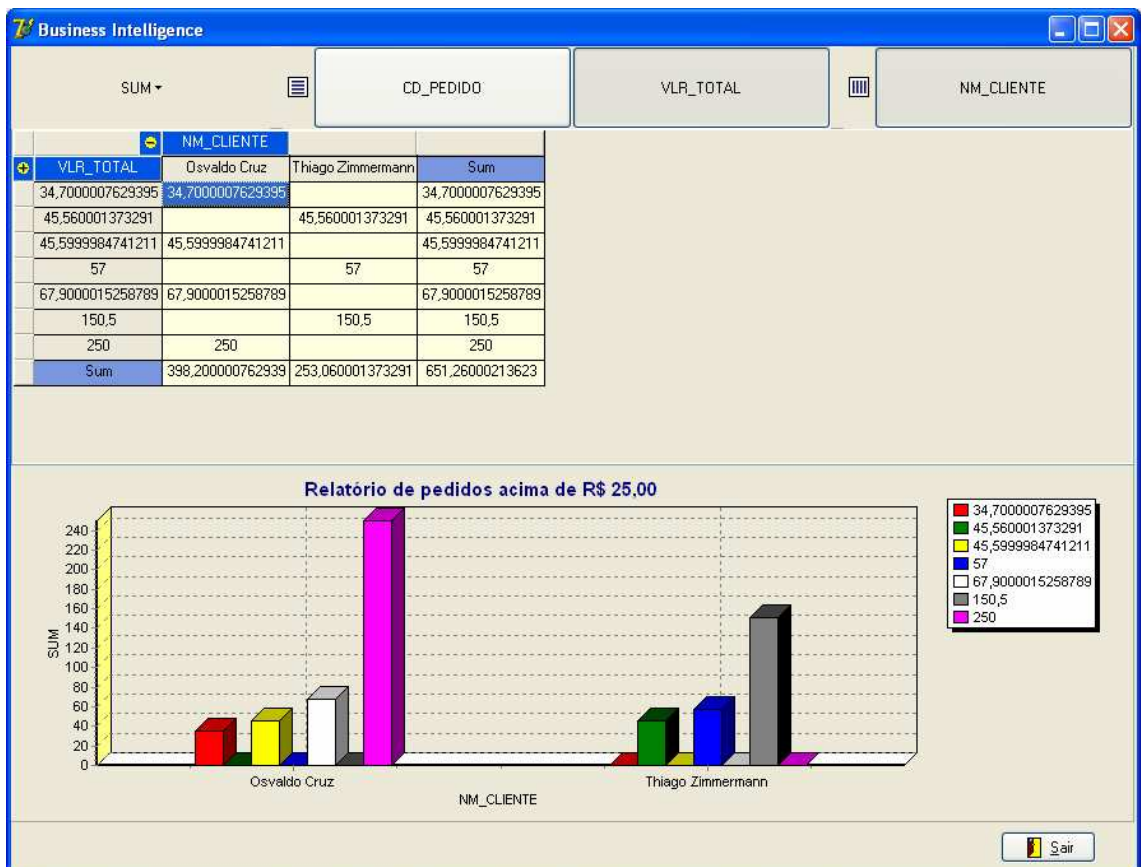 Business Intelligence
SUM CD_PEDIDO VLR_TOTAL NM_CLIENTE
NM_CLIENTE
VLR_TOTAL Osvaldo Cruz Thiago Zimmermann Sum
34,7000007629395 34,7000007629395 34,7000007629395
45,560001373291 45,560001373291 45,560001373291
45,5999984741211 45,5999984741211 45,5999984741211
57 57 57
67,9000015258789 67,9000015258789 67,9000015258789
150,5 150,5 150,5
250 250 250
Sum 398,200000762939 253,060001373291 651,26000213623
Relatório de pedidos acima de R$ 25,00
240
220
200
180
160
140
120
100
80
60
40
20
0
SUM
Osvaldo Cruz Thiago Zimmermann
NM_CLIENTE
34,7000007629395
45,560001373291
45,5999984741211
57
67,9000015258789
150,5
250
Sair